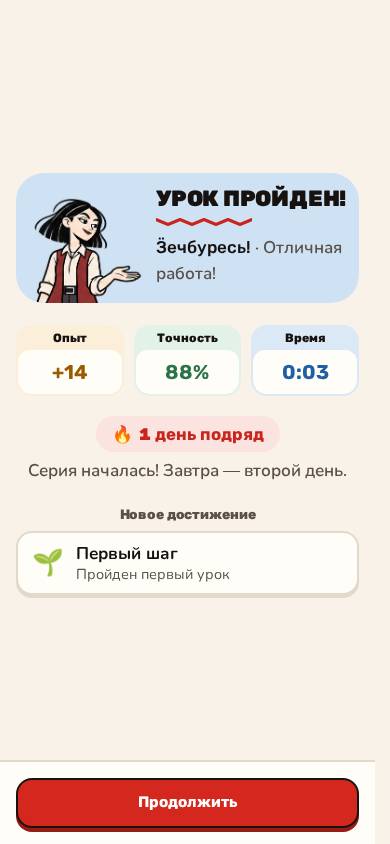 УРОК ПРОЙДЕН!
Ӟечбуресь! · Отличная
работа!
Опыт
Точность
Время
+14
88%
0:03
🔥 1 день подряд
Серия началась! Завтра — второй день.
Новое достижение
🌱 Первый шаг
Пройден первый урок
Продолжить